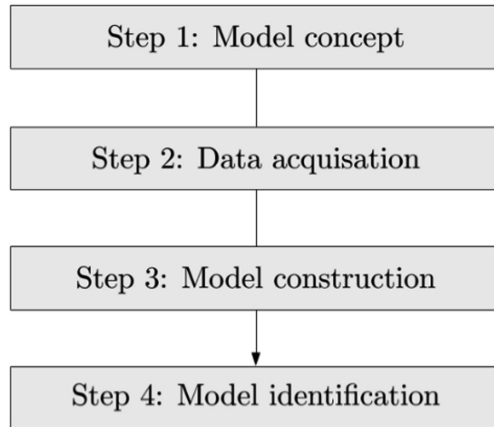 Step 1: Model concept
Step 2: Data acquisation
Step 3: Model construction
Step 4: Model identification